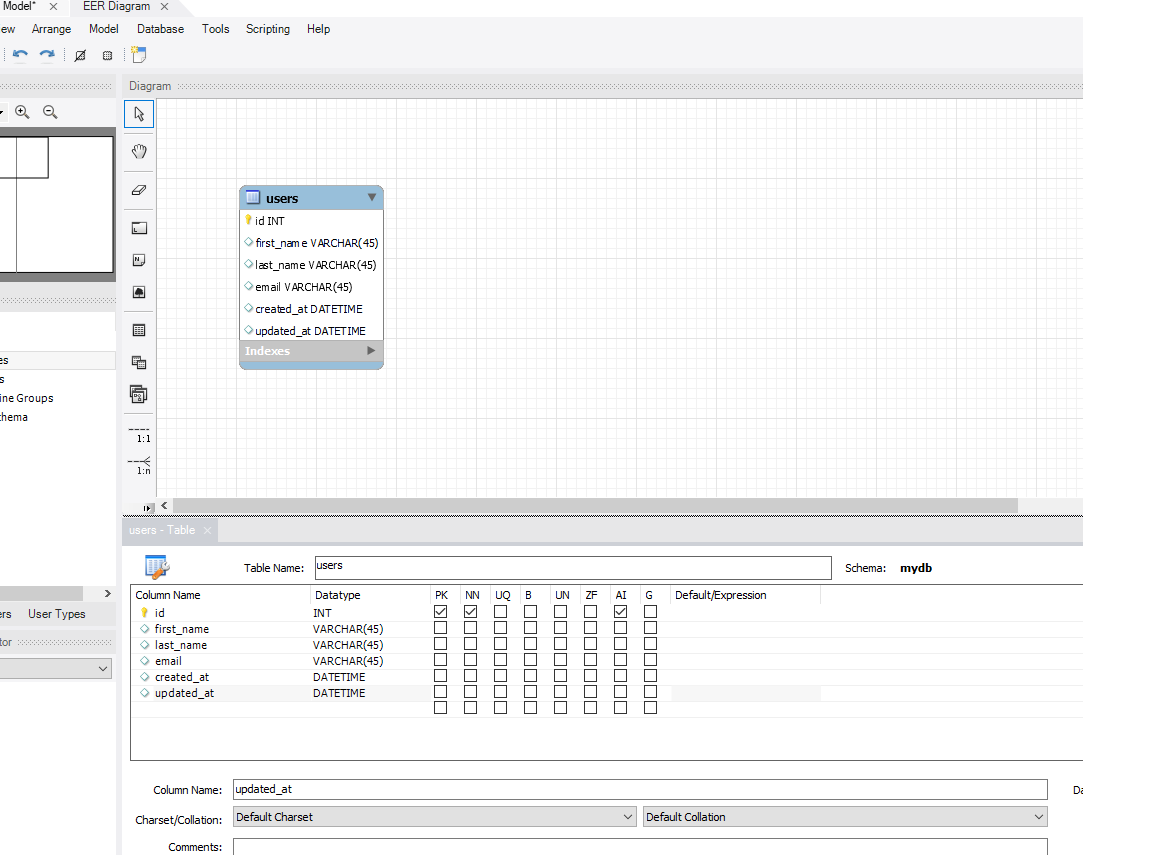 Model* × EER Diagram ×
ew Arrange Model Database Tools Scripting Help
Diagram
users
id INT
first_name VARCHAR(45)
last_name VARCHAR(45)
email VARCHAR(45)
created_at DATETIME
updated_at DATETIME
Indexes
es
s
ine Groups
hema
1:1
1:n
users - Table ×
Table Name: users Schema: mydb
Column Name Datatype PK NN UQ B UN ZF AI G Default/Expression
id INT
first_name VARCHAR(45)
last_name VARCHAR(45)
email VARCHAR(45)
created_at DATETIME
updated_at DATETIME
ers User Types
tor
Column Name: updated_at Da
Charset/Collation: Default Charset Default Collation
Comments: